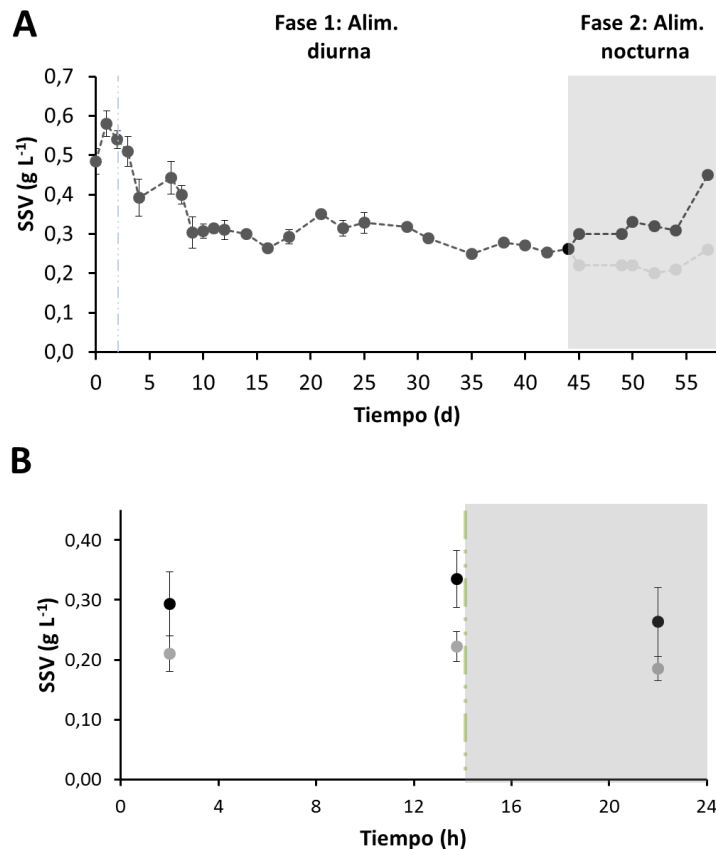 A
Fase 1: Alim.
diurna
Fase 2: Alim.
nocturna
SSV (g L-1)
0,7
0,6
0,5
0,4
0,3
0,2
0,1
0,0
0 5 10 15 20 25 30 35 40 45 50 55
Tiempo (d)
B
SSV (g L-1)
0,40
0,30
0,20
0,10
0,00
0 4 8 12 16 20 24
Tiempo (h)